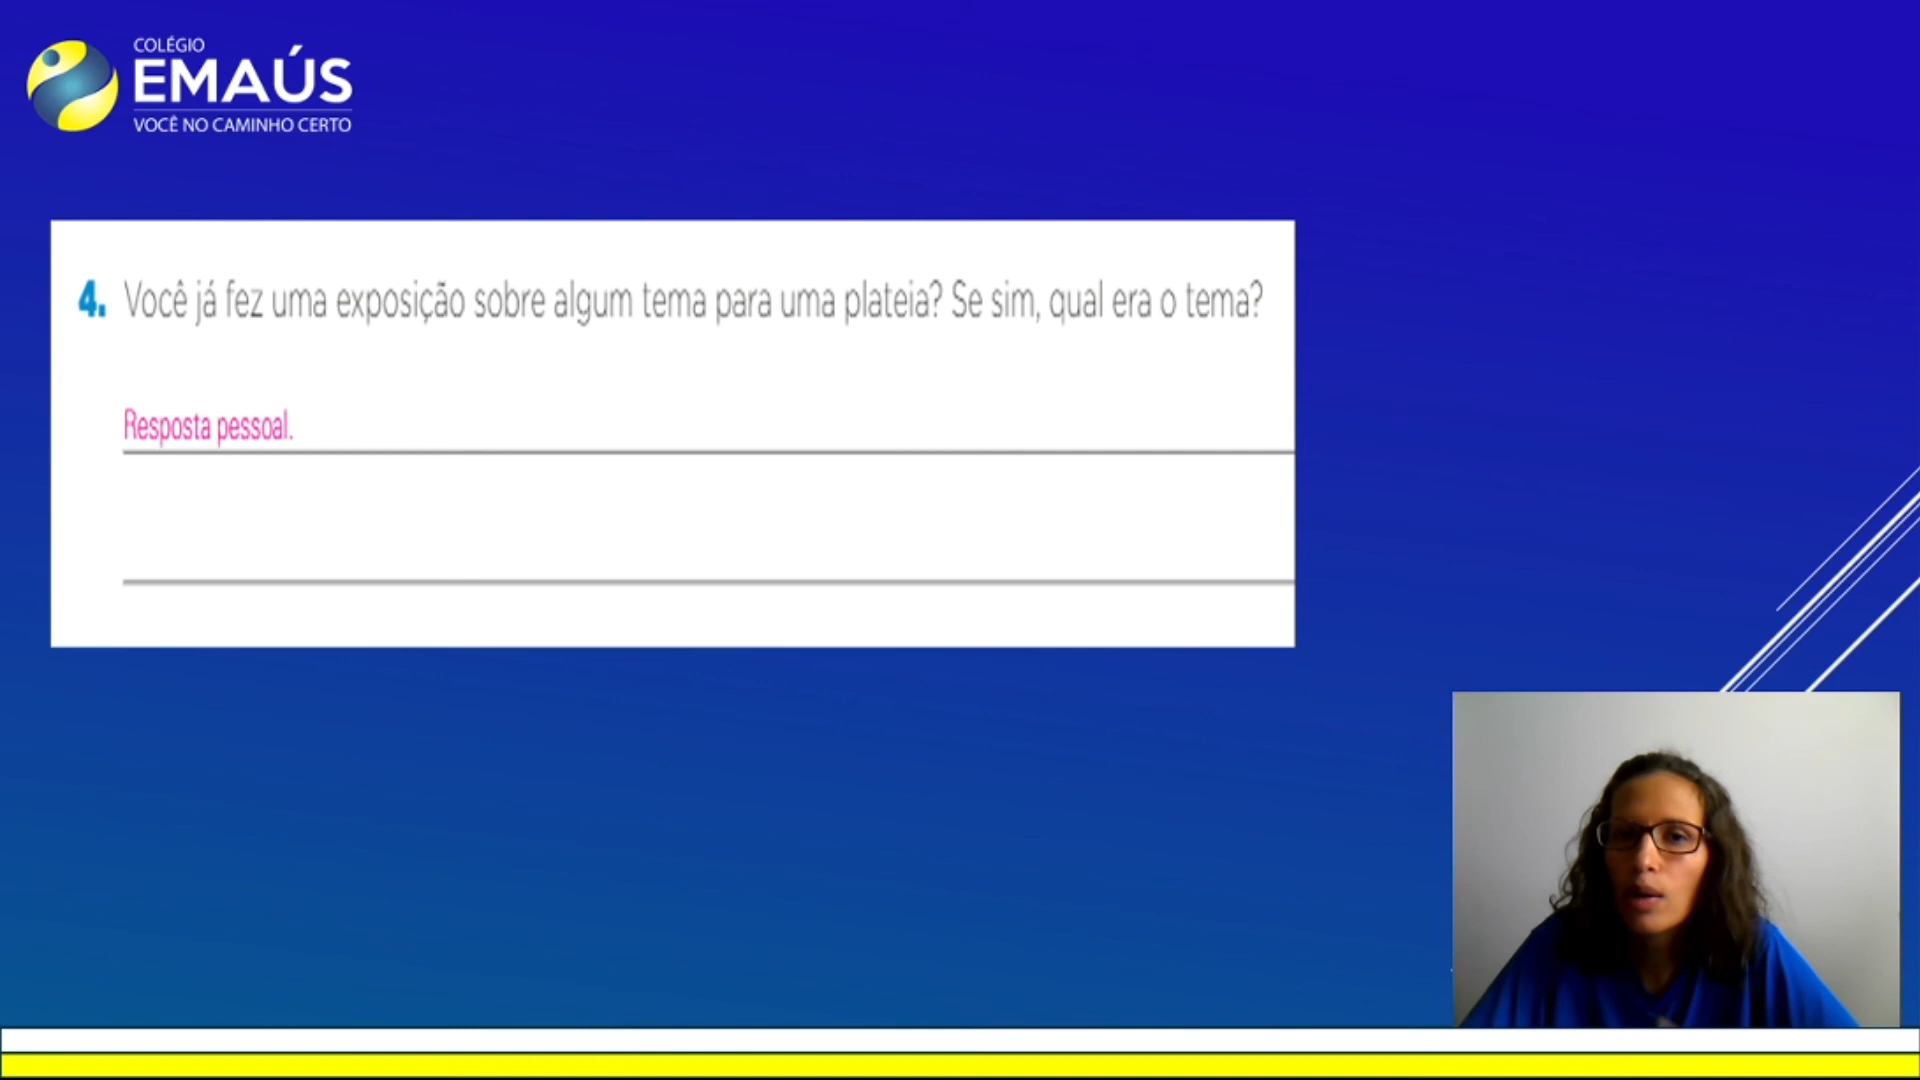 COLÉGIO
EMAÚS
VOCÊ NO CAMINHO CERTO
4. Você já fez uma exposição sobre algum tema para uma plateia? Se sim, qual era o tema?
Resposta pessoal.